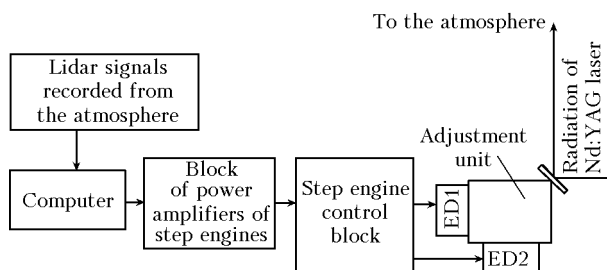 To the atmosphere
Lidar signals
recorded from
the atmosphere
Radiation of
Nd:YAG laser
Adjustment
unit
Computer
Block
of power
amplifiers of
step engines
Step engine
control
block
ED1
ED2